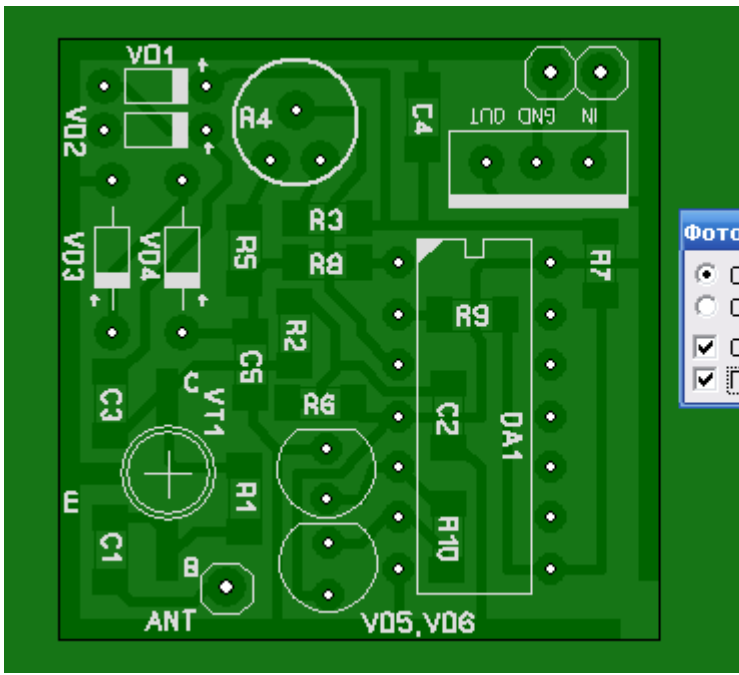 VD1
VD2
R4
C4
OUT GND IN
R3
R5
R8
R7
VD3
VD4
R9
R2
C5
C3
C
VT1
R6
C2
DA1
E
R1
C1
R10
B
ANT
VD5,VD6
Фото